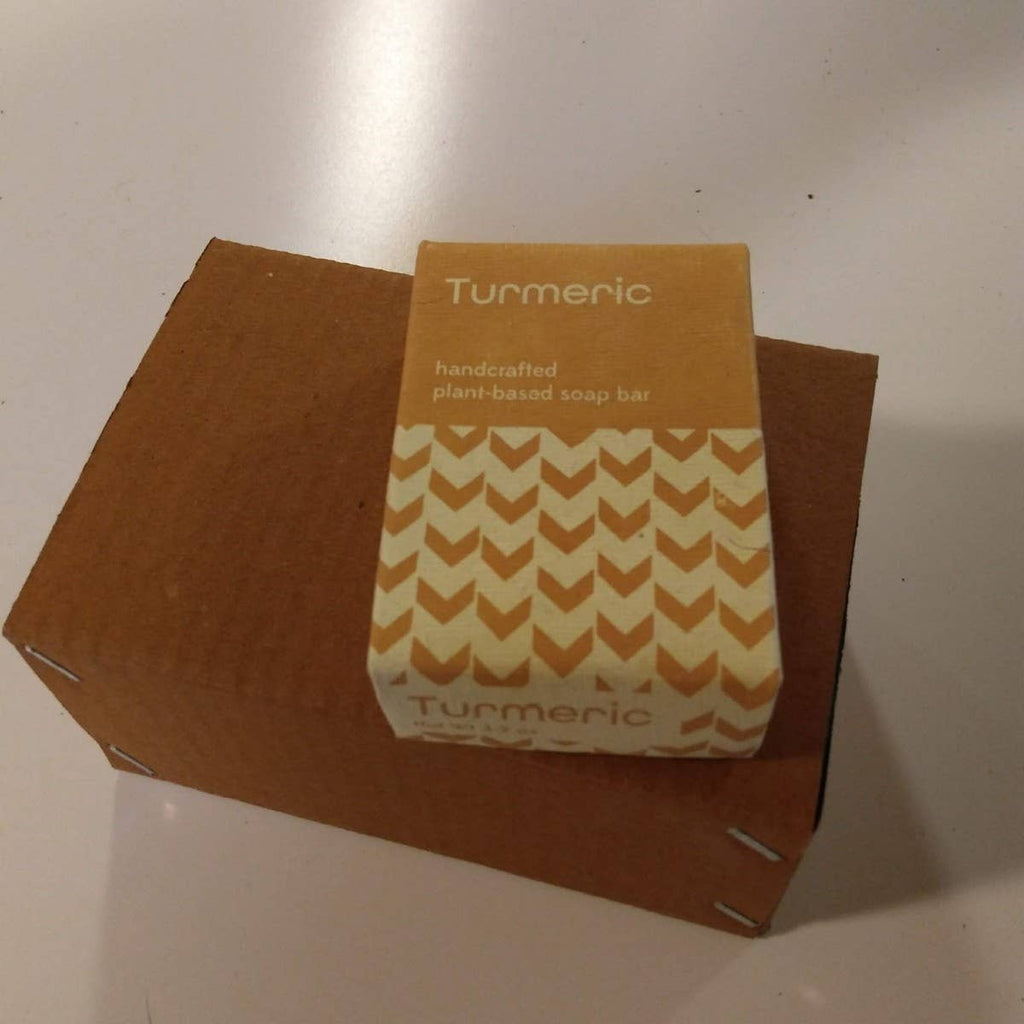 Turmeric
handcrafted
plant-based soap bar
Turmeric